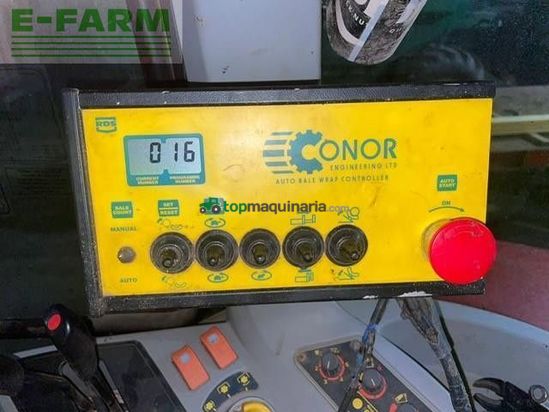 E-FARM
RDS
016
CURRENT NUMBER
PROGRAMME NUMBER
CONOR
ENGINEERING LTD
AUTO BALE WRAP CONTROLLER
topmaquinaria.com
BALE COUNT
SET RESET
AUTO START
MANUAL
ON
AUTO